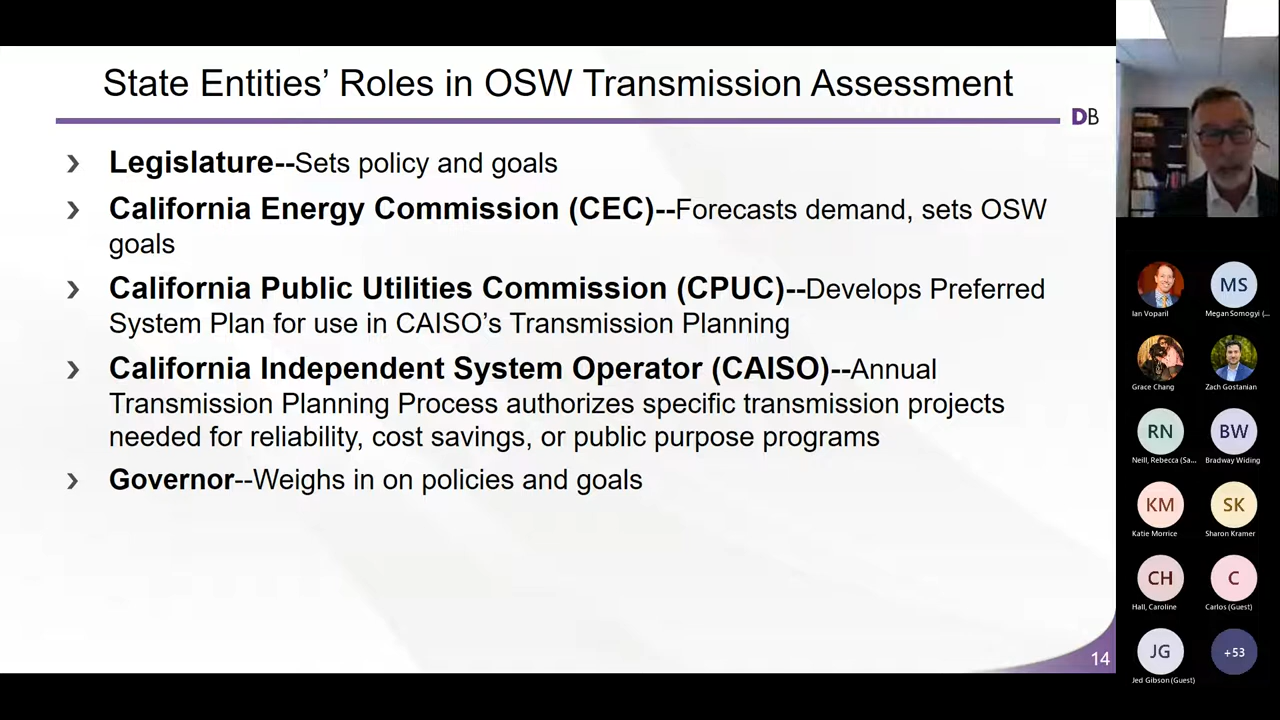 State Entities’ Roles in OSW Transmission Assessment
DB
› Legislature--Sets policy and goals
› California Energy Commission (CEC)--Forecasts demand, sets OSW
goals
› California Public Utilities Commission (CPUC)--Develops Preferred
System Plan for use in CAISO’s Transmission Planning
› California Independent System Operator (CAISO)--Annual
Transmission Planning Process authorizes specific transmission projects
needed for reliability, cost savings, or public purpose programs
› Governor--Weighs in on policies and goals
14
MS
Ian Voparil
Megan Somogyi (...
Grace Chang
Zach Gostanian
RN
BW
Neill, Rebecca (Sa...
Bradway Widing
KM
SK
Katie Morrice
Sharon Kramer
CH
C
Hall, Caroline
Carlos (Guest)
JG
+53
Jed Gibson (Guest)